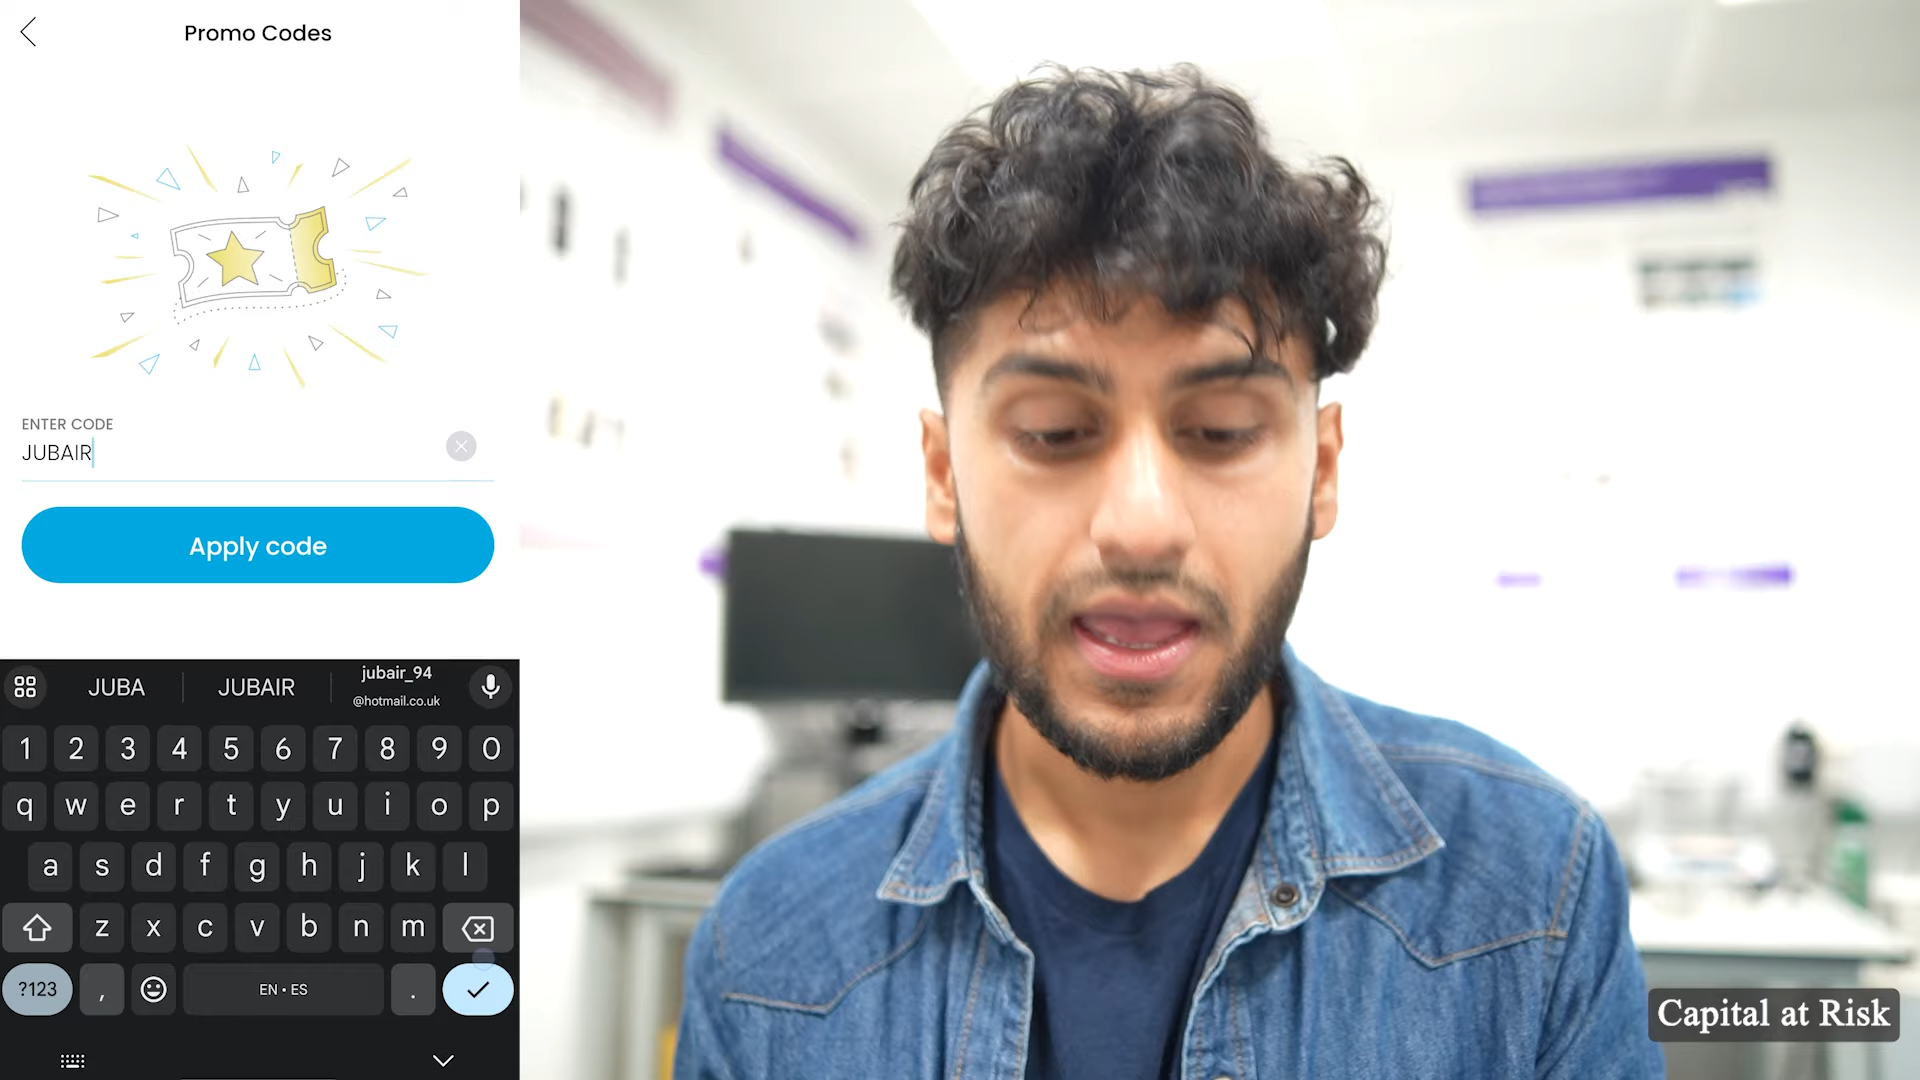 Promo Codes
ENTER CODE
JUBAIR
Apply code
JUBA
JUBAIR
jubair_94
@hotmail.co.uk
1 2 3 4 5 6 7 8 9 0
q w e r t y u i o p
a s d f g h j k l
z x c v b n m
?123 , EN • ES .
Capital at Risk